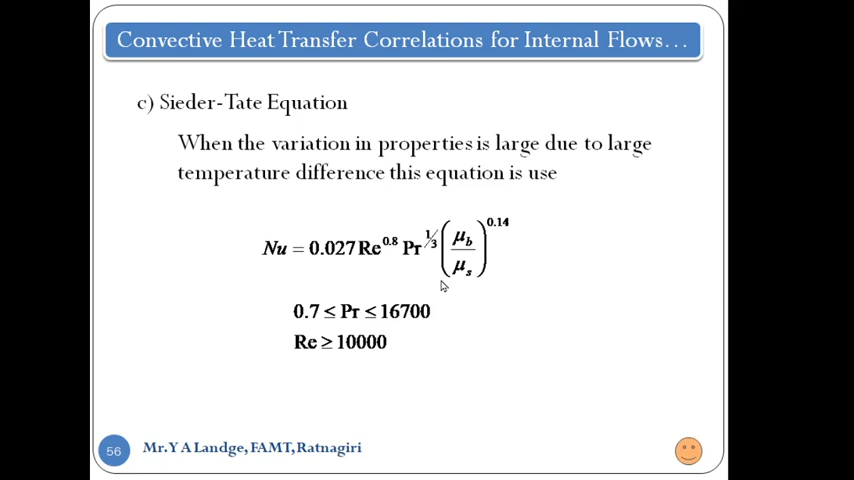 Convective Heat Transfer Correlations for Internal Flows…
c) Sieder-Tate Equation
When the variation in properties is large due to large
temperature difference this equation is use
Nu = 0.027 Re^0.8 Pr^1/3 (μ_b/μ_s)^0.14
0.7 ≤ Pr ≤ 16700
Re ≥ 10000
56
Mr.Y A Landge, FAMT, Ratnagiri